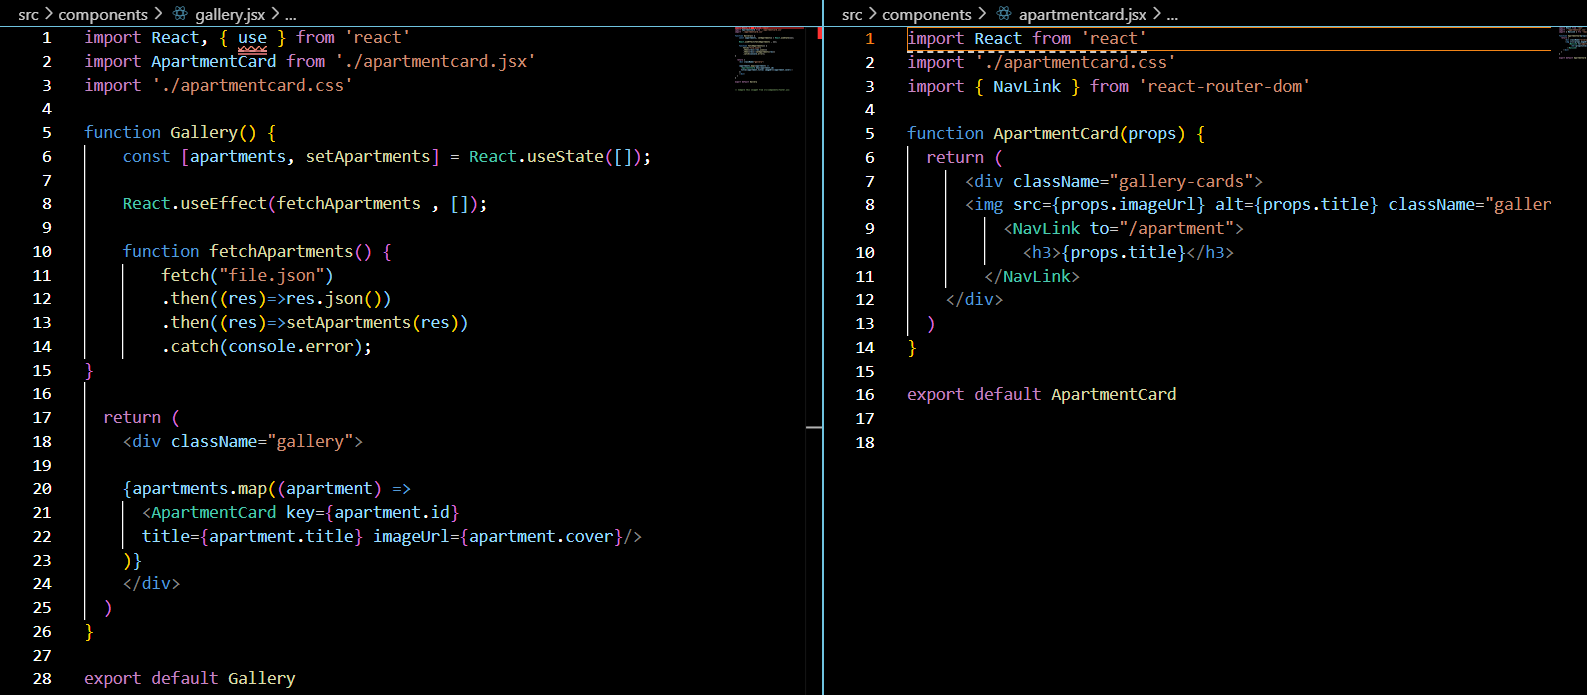 src > components > gallery.jsx > ...
1 import React, { use } from 'react'
2 import ApartmentCard from './apartmentcard.jsx'
3 import './apartmentcard.css'
4
5 function Gallery() {
6 const [apartments, setApartments] = React.useState([]);
7
8 React.useEffect(fetchApartments , []);
9
10 function fetchApartments() {
11 fetch("file.json")
12 .then((res)=>res.json())
13 .then((res)=>setApartments(res))
14 .catch(console.error);
15 }
16
17 return (
18 <div className="gallery">
19
20 {apartments.map((apartment) =>
21 <ApartmentCard key={apartment.id}
22 title={apartment.title} imageUrl={apartment.cover}/>
23 )}
24 </div>
25 )
26 }
27
28 export default Gallery
src > components > apartmentcard.jsx > ...
1 import React from 'react'
2 import './apartmentcard.css'
3 import { NavLink } from 'react-router-dom'
4
5 function ApartmentCard(props) {
6 return (
7 <div className="gallery-cards">
8 <img src={props.imageUrl} alt={props.title} className="galler
9 <NavLink to="/apartment">
10 <h3>{props.title}</h3>
11 </NavLink>
12 </div>
13 )
14 }
15
16 export default ApartmentCard
17
18